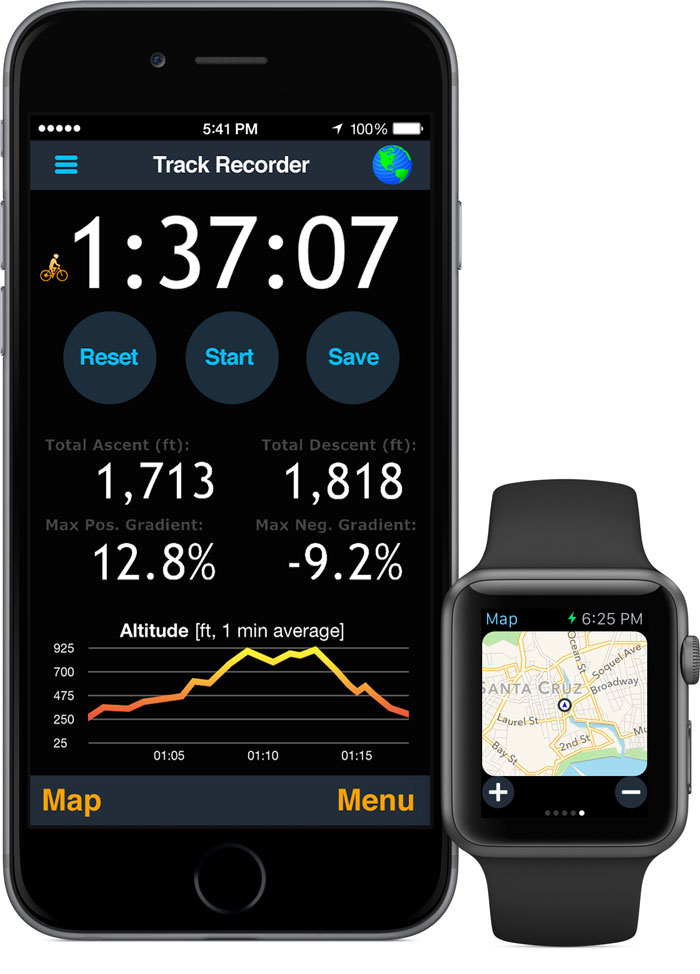 5:41 PM 100%
Track Recorder
1:37:07
Reset Start Save
Total Ascent (ft): Total Descent (ft):
1,713 1,818
Max Pos. Gradient: Max Neg. Gradient:
12.8% -9.2%
Altitude [ft, 1 min average]
925
700
475
250
25
01:05 01:10 01:15
Map Menu
Map 6:25 PM
Ocean St
Soquel Ave
Broadway
SANTA CRUZ
Laurel St
Bay St
2nd St
+ −